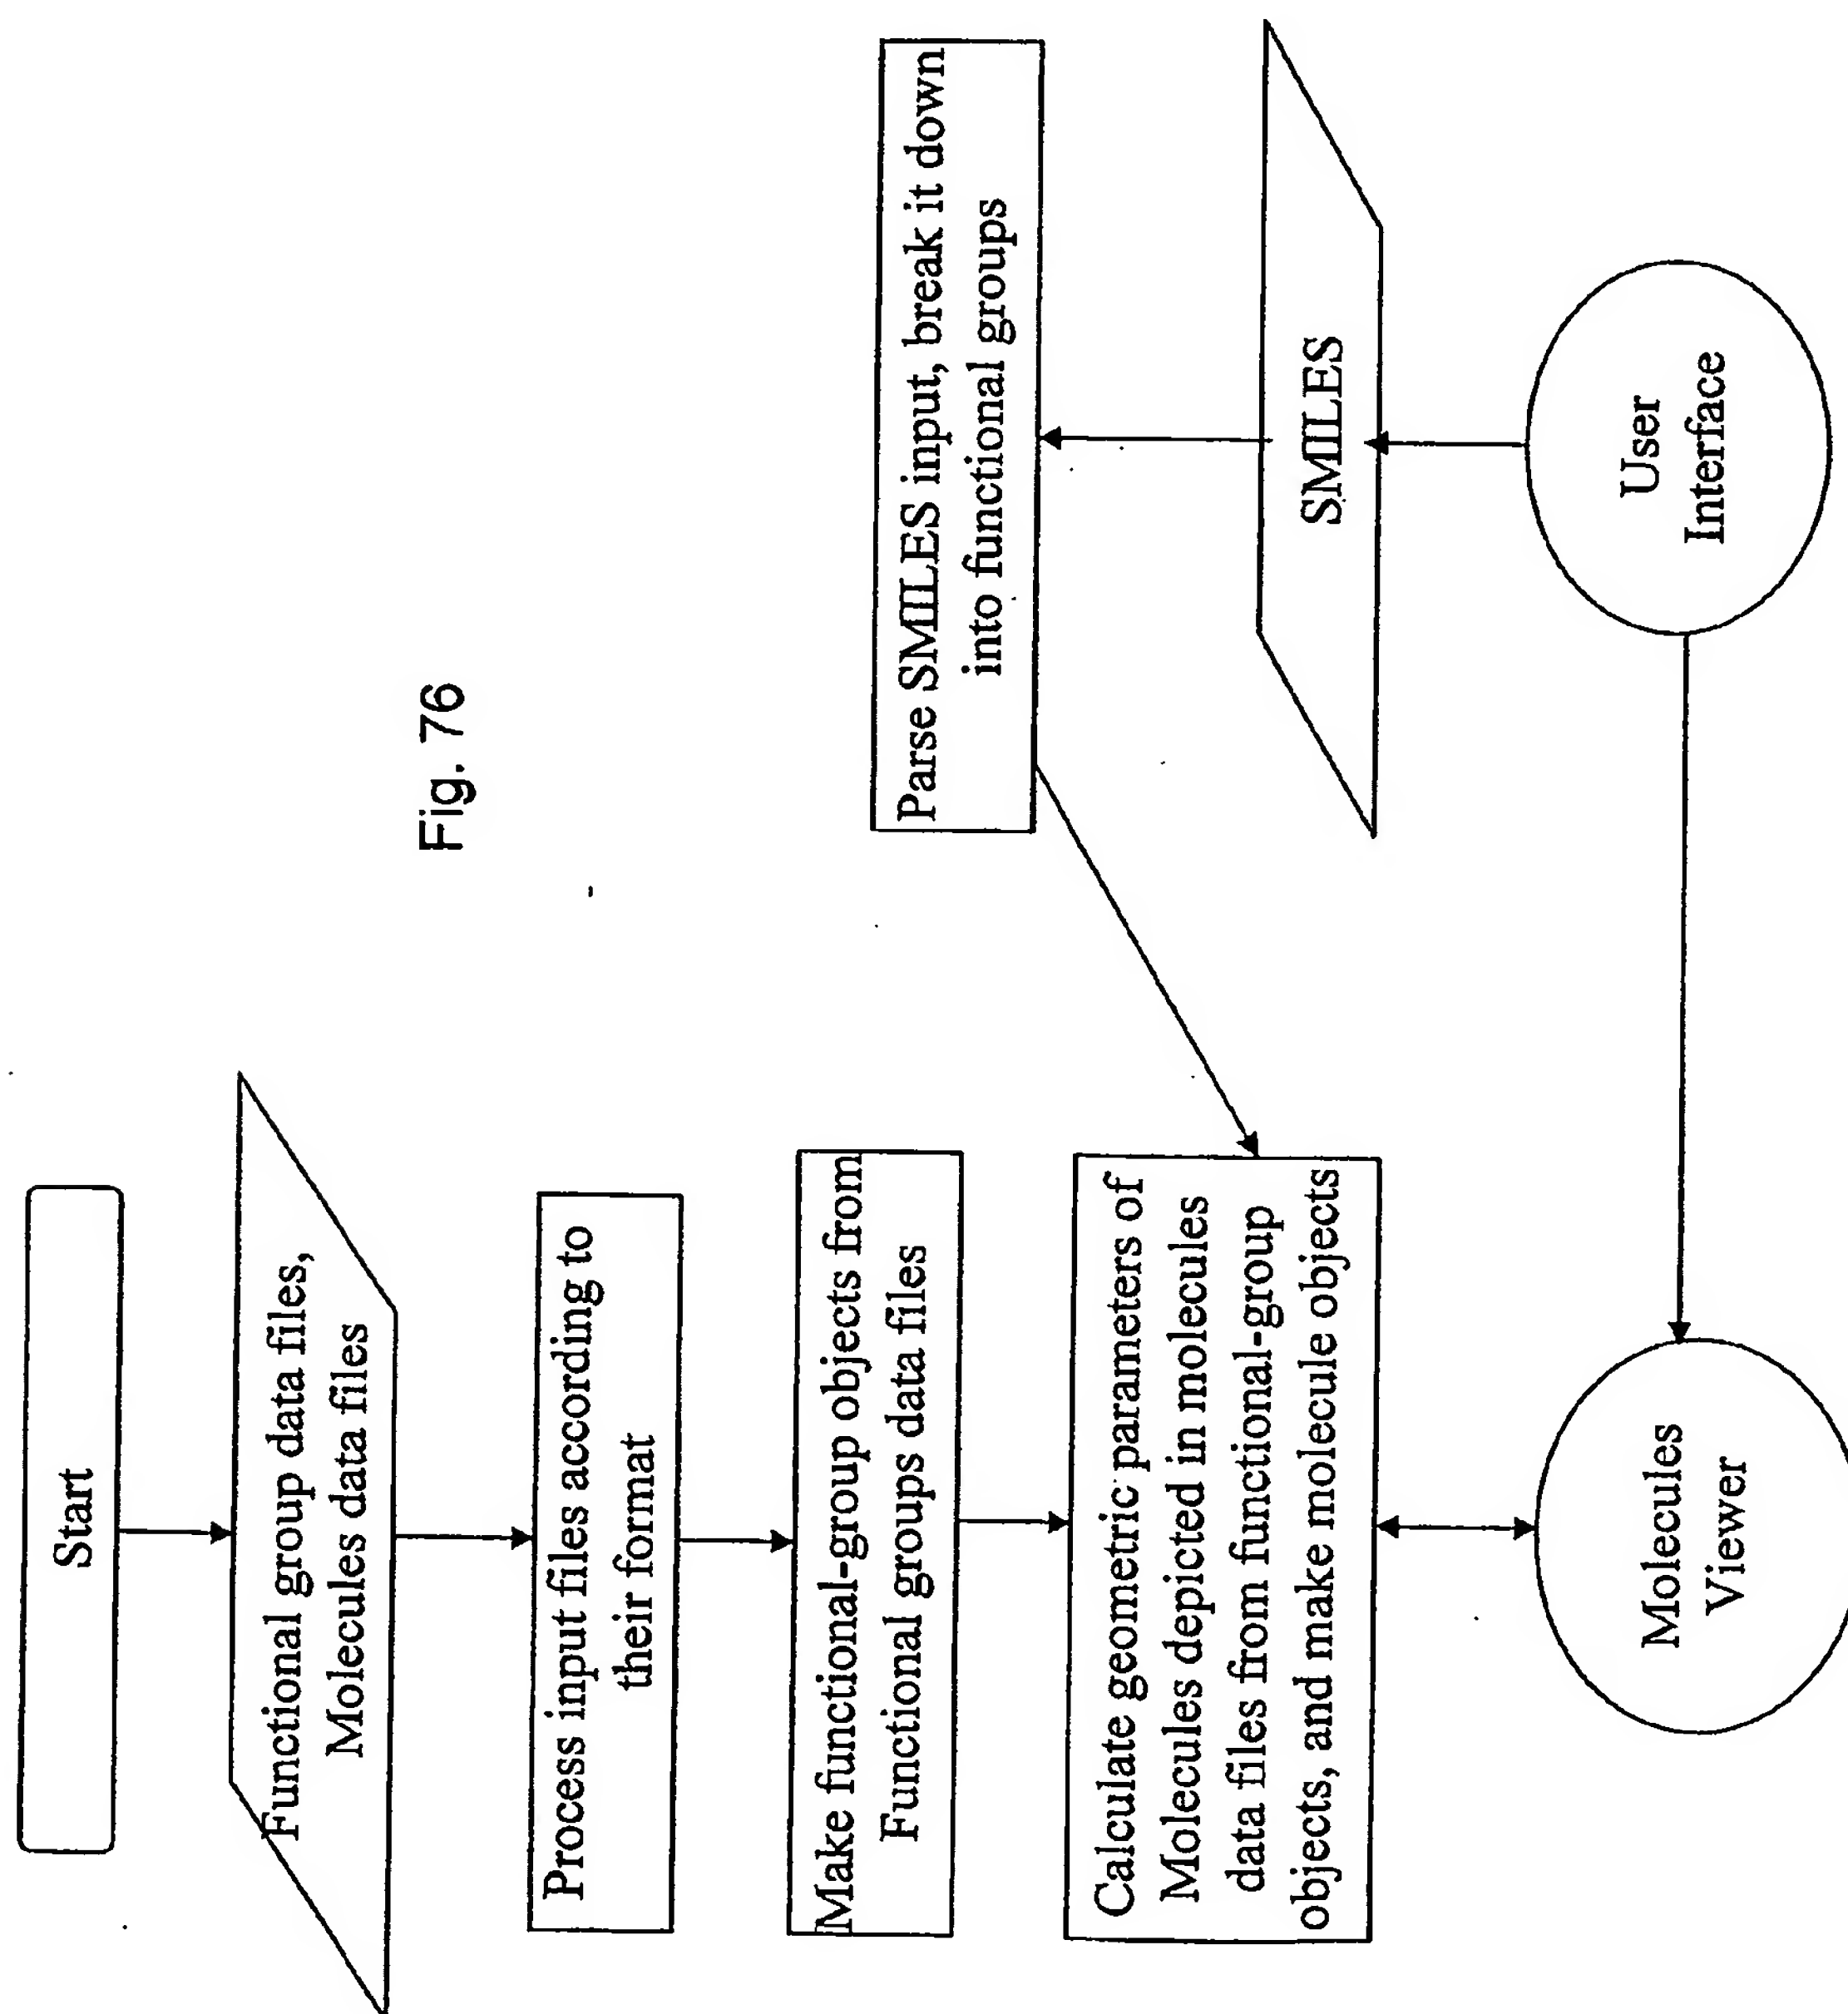 Start
Functional group data files,
Molecules data files
Process input files according to
their format
Make functional-group objects from
Functional groups data files
Calculate geometric parameters of
Molecules depicted in molecules
data files from functional-group
objects, and make molecule objects
Molecules
Viewer
Fig. 76
Parse SMILES input, break it down
into functional groups
SMILES
User
Interface